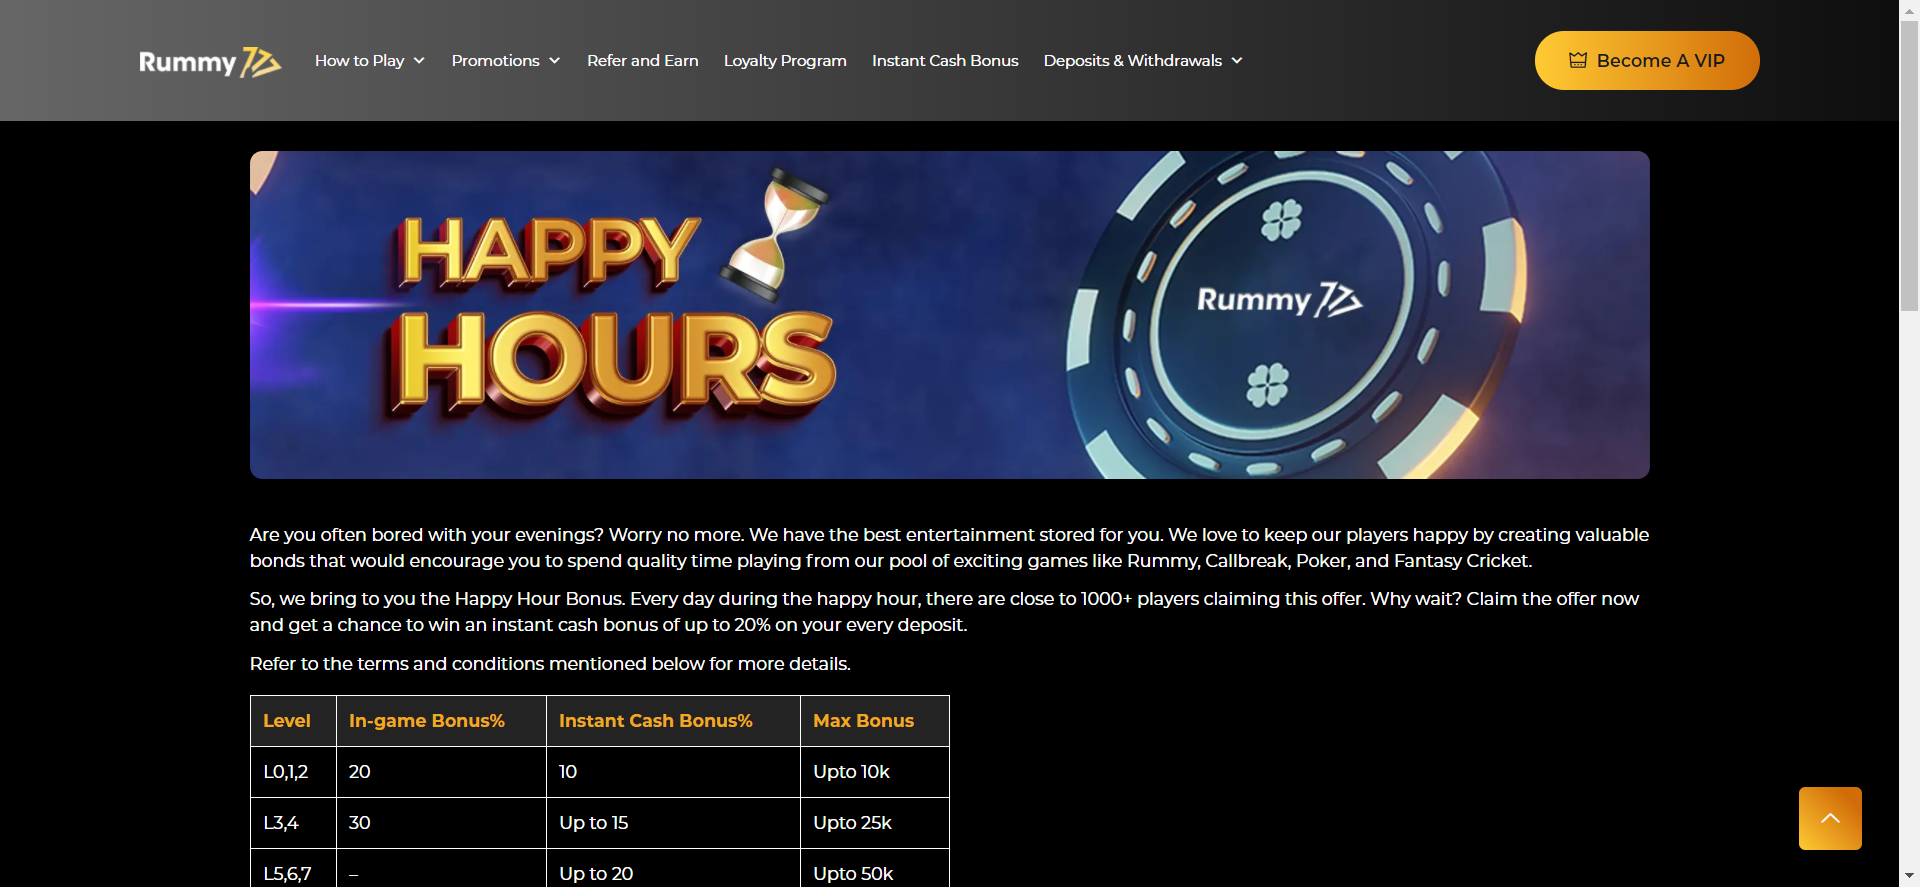 Rummy
How to Play
Promotions
Refer and Earn
Loyalty Program
Instant Cash Bonus
Deposits & Withdrawals
Become A VIP
HAPPY
HOURS
Rummy
Are you often bored with your evenings? Worry no more. We have the best entertainment stored for you. We love to keep our players happy by creating valuable
bonds that would encourage you to spend quality time playing from our pool of exciting games like Rummy, Callbreak, Poker, and Fantasy Cricket.
So, we bring to you the Happy Hour Bonus. Every day during the happy hour, there are close to 1000+ players claiming this offer. Why wait? Claim the offer now
and get a chance to win an instant cash bonus of up to 20% on your every deposit.
Refer to the terms and conditions mentioned below for more details.
Level In-game Bonus% Instant Cash Bonus% Max Bonus
L0,1,2 20 10 Upto 10k
L3,4 30 Up to 15 Upto 25k
L5,6,7 – Up to 20 Upto 50k